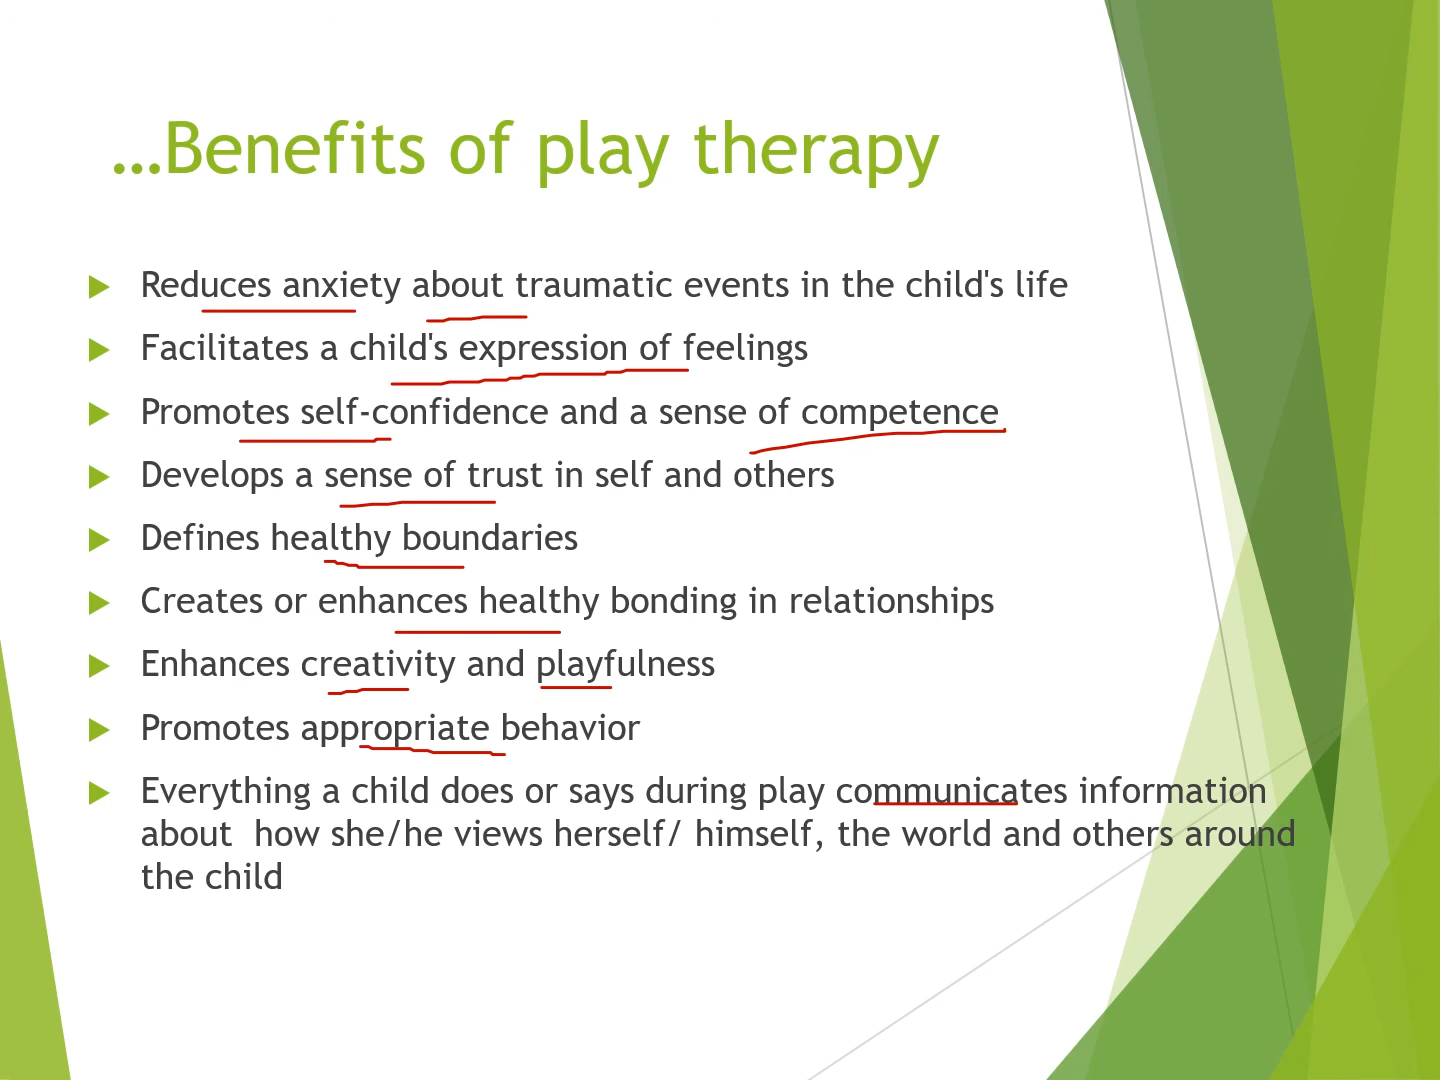 ...Benefits of play therapy
Reduces anxiety about traumatic events in the child's life
Facilitates a child's expression of feelings
Promotes self-confidence and a sense of competence
Develops a sense of trust in self and others
Defines healthy boundaries
Creates or enhances healthy bonding in relationships
Enhances creativity and playfulness
Promotes appropriate behavior
Everything a child does or says during play communicates information
about  how she/he views herself/ himself, the world and others around
the child